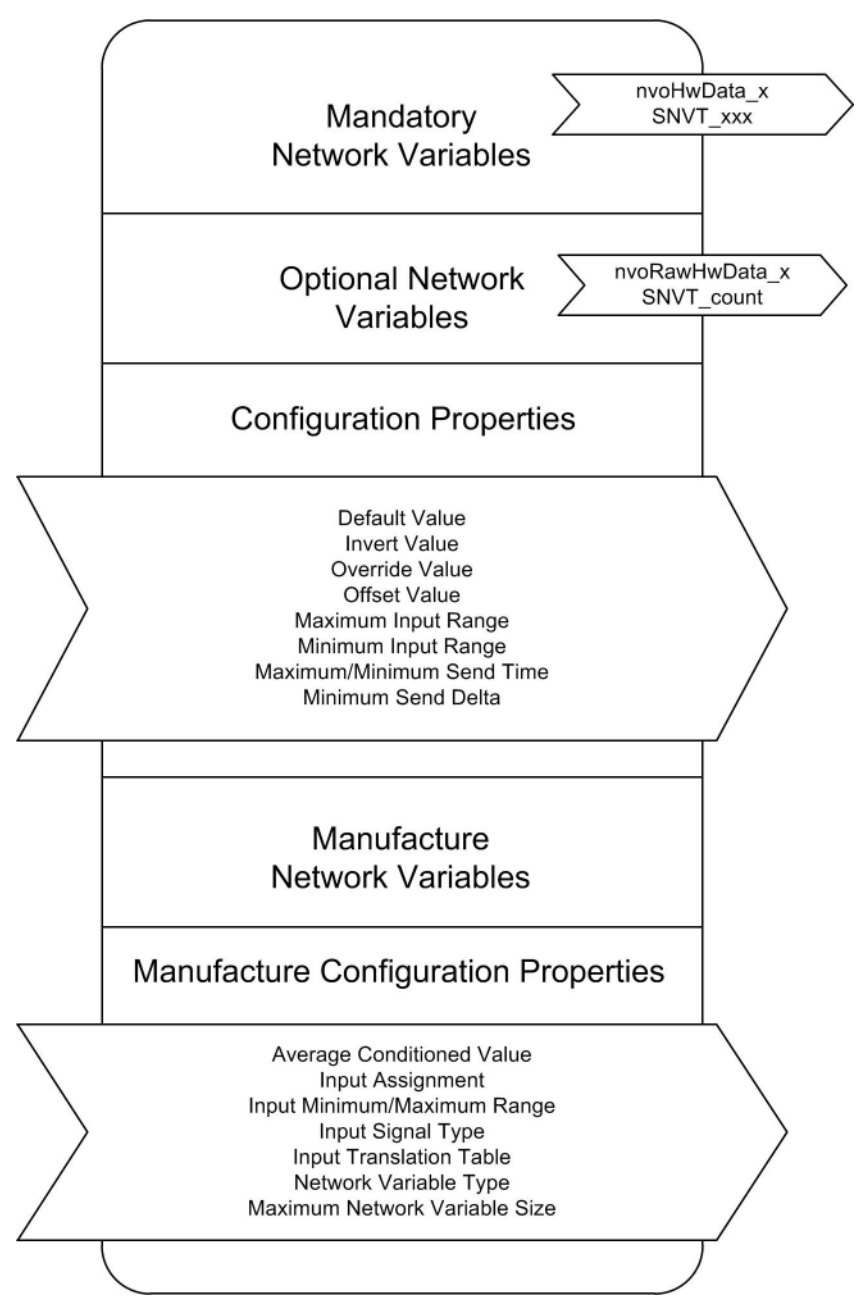 Mandatory
Network Variables
nvoHwData_x
SNVT_xxx
Optional Network
Variables
nvoRawHwData_x
SNVT_count
Configuration Properties
Default Value
Invert Value
Override Value
Offset Value
Maximum Input Range
Minimum Input Range
Maximum/Minimum Send Time
Minimum Send Delta
Manufacture
Network Variables
Manufacture Configuration Properties
Average Conditioned Value
Input Assignment
Input Minimum/Maximum Range
Input Signal Type
Input Translation Table
Network Variable Type
Maximum Network Variable Size